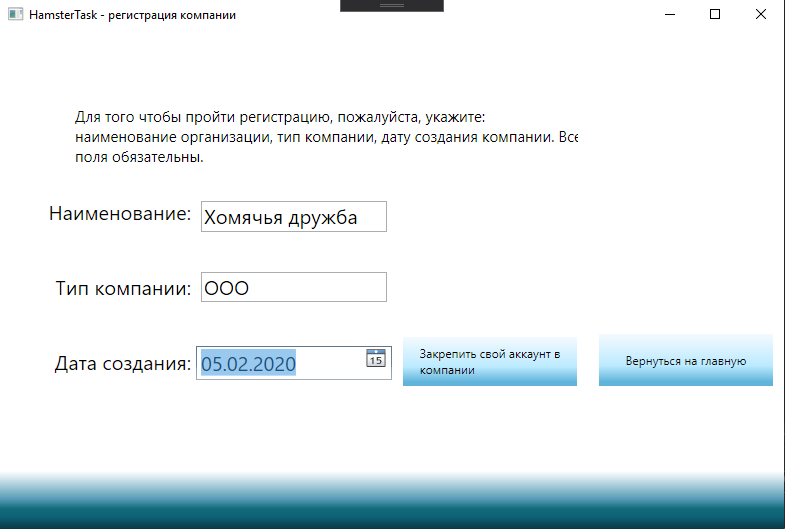 HamsterTask - регистрация компании
Для того чтобы пройти регистрацию, пожалуйста, укажите:
наименование организации, тип компании, дату создания компании. Все
поля обязательны.
Наименование: Хомячья дружба
Тип компании: ООО
Дата создания: 05.02.2020 15
Закрепить свой аккаунт в
компании
Вернуться на главную